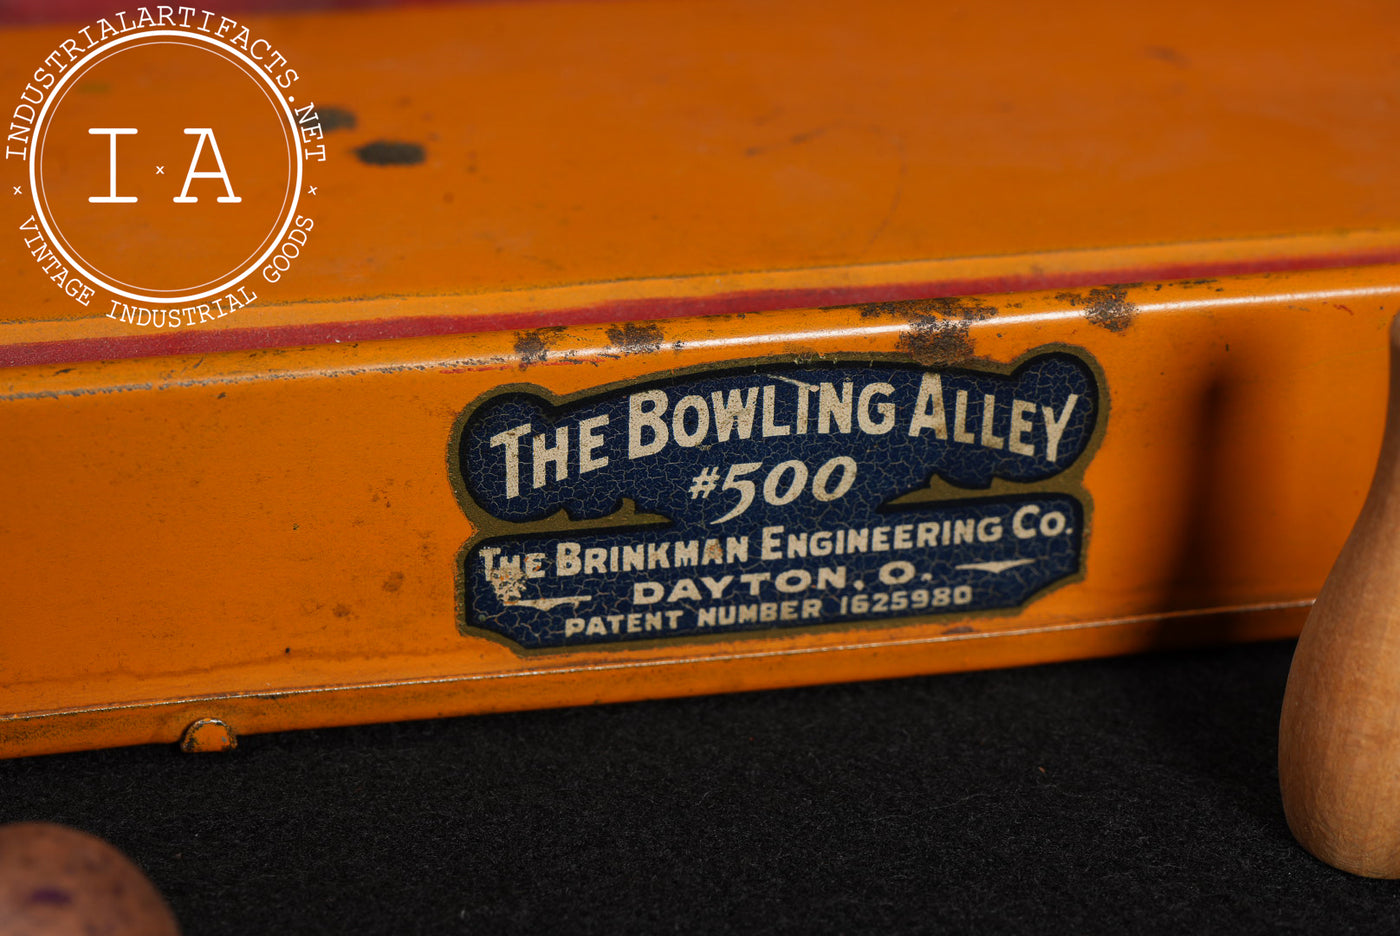 INDUSTRIALARTIFACTS.NET
I x A
x x
VINTAGE INDUSTRIAL GOODS
THE BOWLING ALLEY
#500
THE BRINKMAN ENGINEERING CO.
DAYTON, O.
PATENT NUMBER 1625980